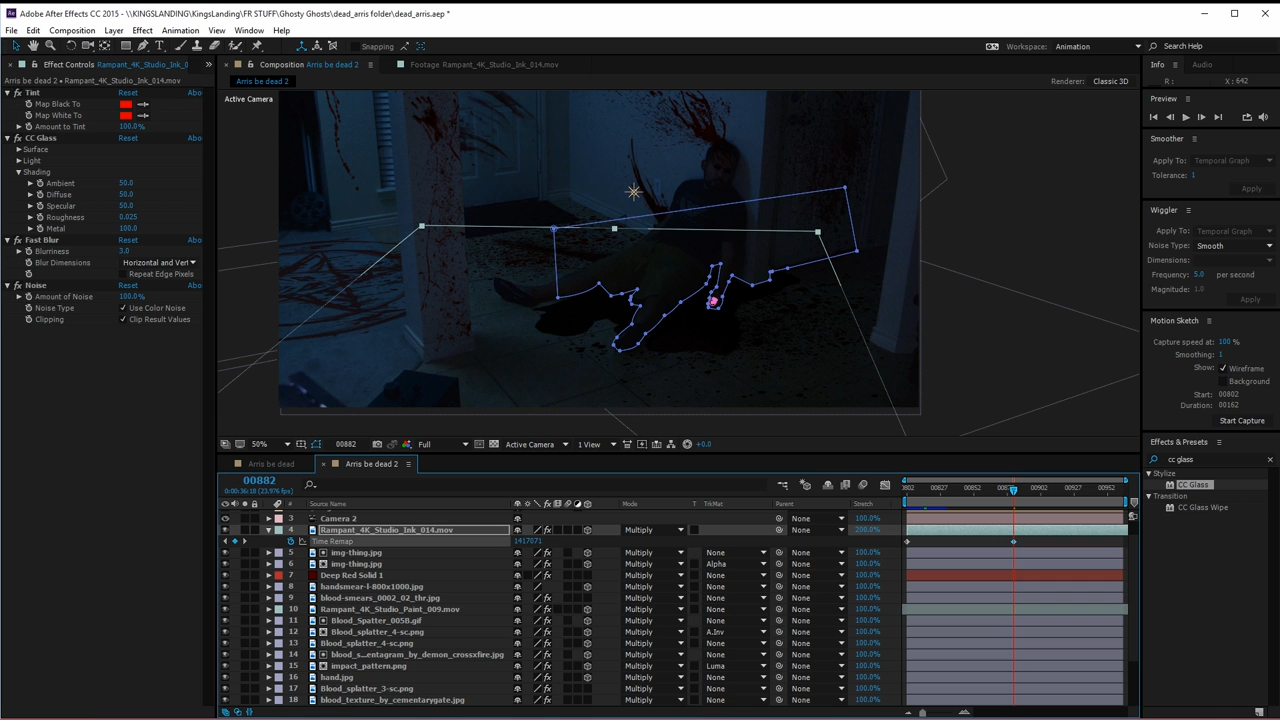 Adobe After Effects CC 2015 - \\KINGSLANDING\KingsLanding\FR STUFF\Ghosty Ghosts\dead_arris folder\dead_arris.aep *
File Edit Composition Layer Effect Animation View Window Help
Snapping
Workspace: Animation
Search Help
Effect Controls Rampant_4K_Studio_Ink_0
Arris be dead 2 • Rampant_4K_Studio_Ink_014.mov
Tint Reset Abo
Map Black To
Map White To
Amount to Tint 100.0%
CC Glass Reset Abo
Surface
Light
Shading
Ambient 50.0
Diffuse 50.0
Specular 50.0
Roughness 0.025
Metal 100.0
Fast Blur Reset Abo
Blurriness 3.0
Blur Dimensions Horizontal and Vert
Repeat Edge Pixels
Noise Reset Abo
Amount of Noise 100.0%
Noise Type Use Color Noise
Clipping Clip Result Values
Composition Arris be dead 2
Footage Rampant_4K_Studio_Ink_014.mov
Arris be dead 2
Renderer: Classic 3D
Active Camera
50% 00882 Full Active Camera 1 View +0.0
Info Audio
R : X : 642
Preview
Smoother
Apply To: Temporal Graph
Tolerance: 1
Apply
Wiggler
Apply To: Temporal Graph
Noise Type: Smooth
Dimensions:
Frequency: 5.0 per second
Magnitude: 1.0
Apply
Motion Sketch
Capture speed at: 100 %
Smoothing: 1
Show: Wireframe
Background
Start: 00802
Duration: 00162
Start Capture
Effects & Presets
cc glass
Stylize
CC Glass
Transition
CC Glass Wipe
Arris be dead
Arris be dead 2
00882
0:00:36:18 (23.976 fps)
0802 00827 00852 00877 00902 00927 00952
# Source Name Mode T TrkMat Parent Stretch
3 Camera 2 None 100.0%
4 Rampant_4K_Studio_Ink_014.mov Multiply None 200.0%
Time Remap 1417071
5 img-thing.jpg Multiply None None 100.0%
6 img-thing.jpg Multiply Alpha None 100.0%
7 Deep Red Solid 1 Multiply None None 100.0%
8 handsmear-l-800x1000.jpg Multiply None None 100.0%
9 blood-smears_0002_02_thr.jpg Multiply None None 100.0%
10 Rampant_4K_Studio_Paint_009.mov Multiply None None 100.0%
11 Blood_Spatter_005B.gif Multiply None None 100.0%
12 Blood_splatter_4-sc.png Multiply A.Inv None 100.0%
13 Blood_splatter_4-sc.png Multiply None None 100.0%
14 blood_s...entagram_by_demon_crossxfire.jpg Multiply None None 100.0%
15 impact_pattern.png Multiply Luma None 100.0%
16 hand.jpg Multiply None None 100.0%
17 Blood_splatter_3-sc.png Multiply None None 100.0%
18 blood_texture_by_cementarygate.jpg Multiply None None 100.0%